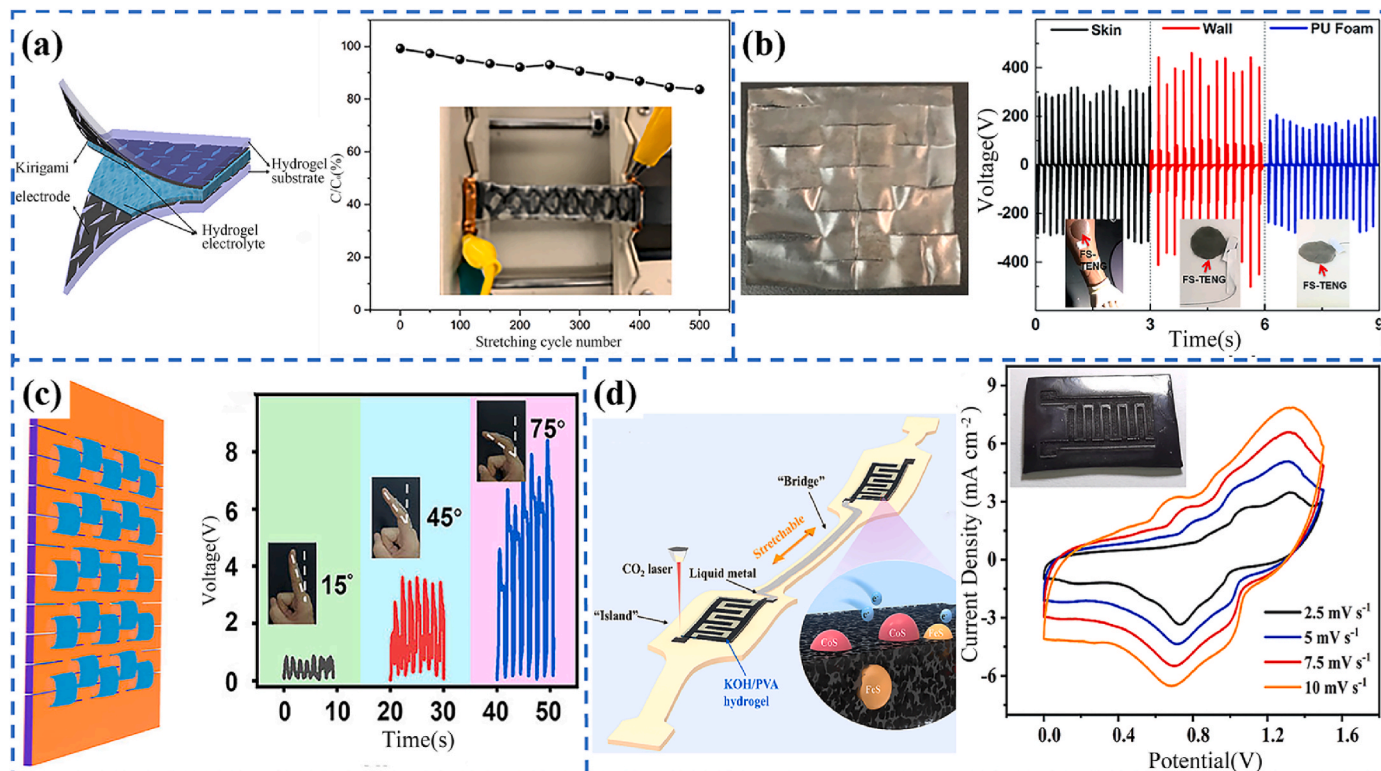 (a)
Kirigami
electrode
Hydrogel
substrate
Hydrogel
electrolyte
C/C₀(%)
100
80
60
40
20
0
0 100 200 300 400 500
Stretching cycle number
(b)
Skin Wall PU Foam
Voltage(V)
400
200
0
-200
-400
FS-
TENG
FS-TENG
FS-TENG
0 3 6 9
Time(s)
(c)
Voltage(V)
8
6
4
2
0
15°
45°
75°
0 10 20 30 40 50
Time(s)
(d)
"Bridge"
Stretchable
CO₂ laser
Liquid metal
"Island"
KOH/PVA
hydrogel
CoS
CoS
FeS
FeS
e⁻
e⁻
Current Density (mA cm⁻²)
9
6
3
0
-3
-6
2.5 mV s⁻¹
5 mV s⁻¹
7.5 mV s⁻¹
10 mV s⁻¹
0.0 0.4 0.8 1.2 1.6
Potential(V)